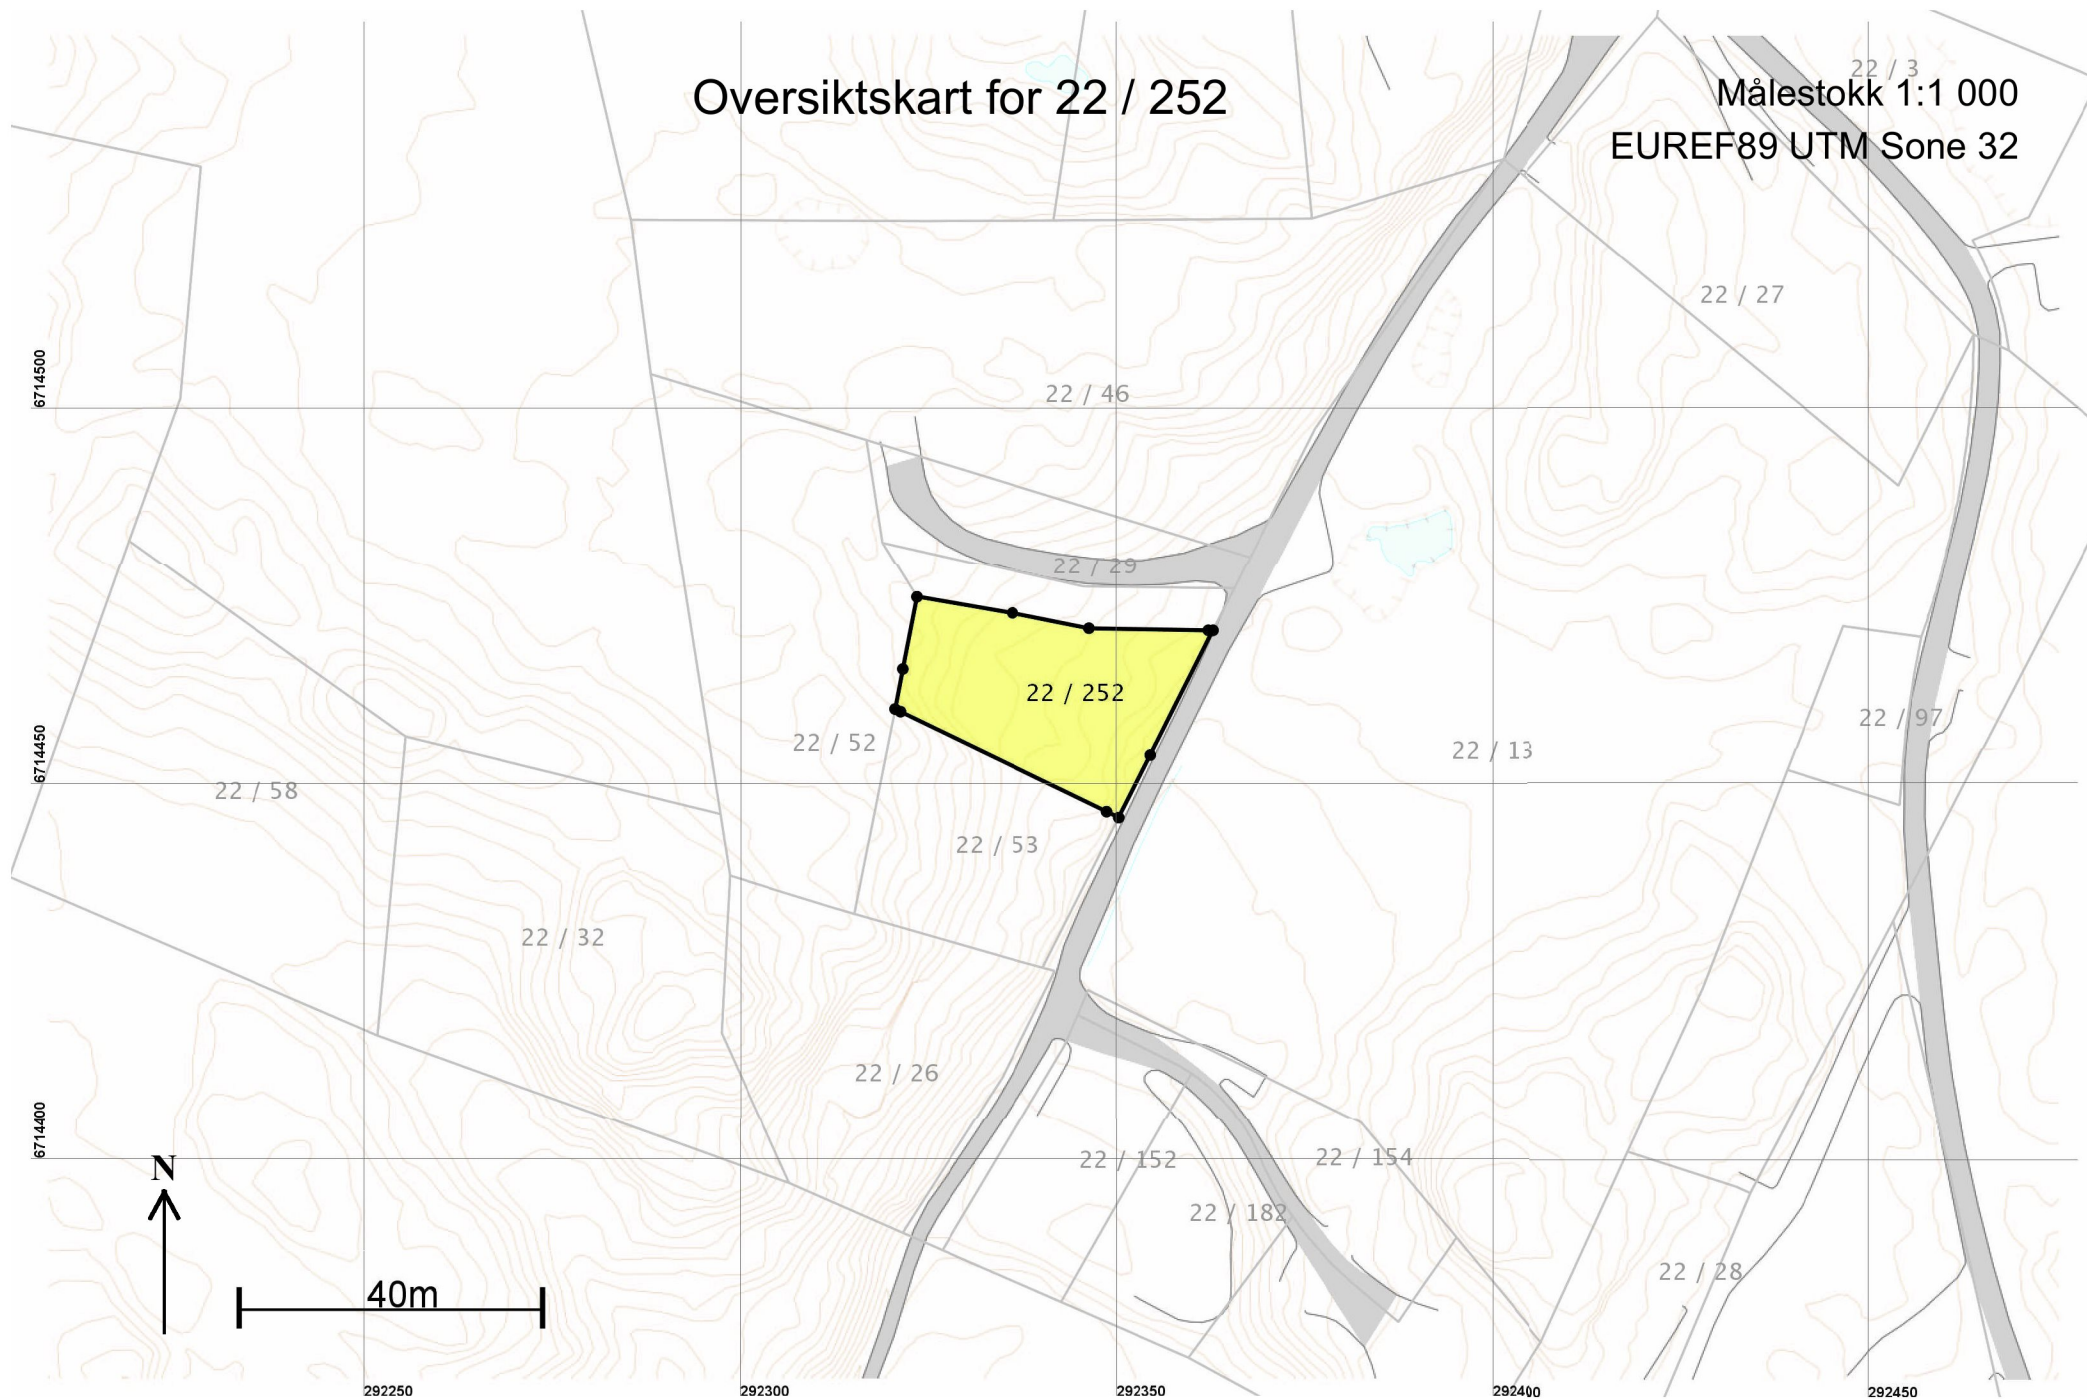 22 / 3
Oversiktskart for 22 / 252
Målestokk 1:1 000
EUREF89 UTM Sone 32
22 / 27
6714500
22 / 46
22 / 29
22 / 252
22 / 97
22 / 52
22 / 13
6714450
22 / 58
22 / 53
22 / 32
22 / 26
6714400
N
22 / 152
22 / 154
22 / 182
22 / 28
40m
292250
292300
292350
292400
292450